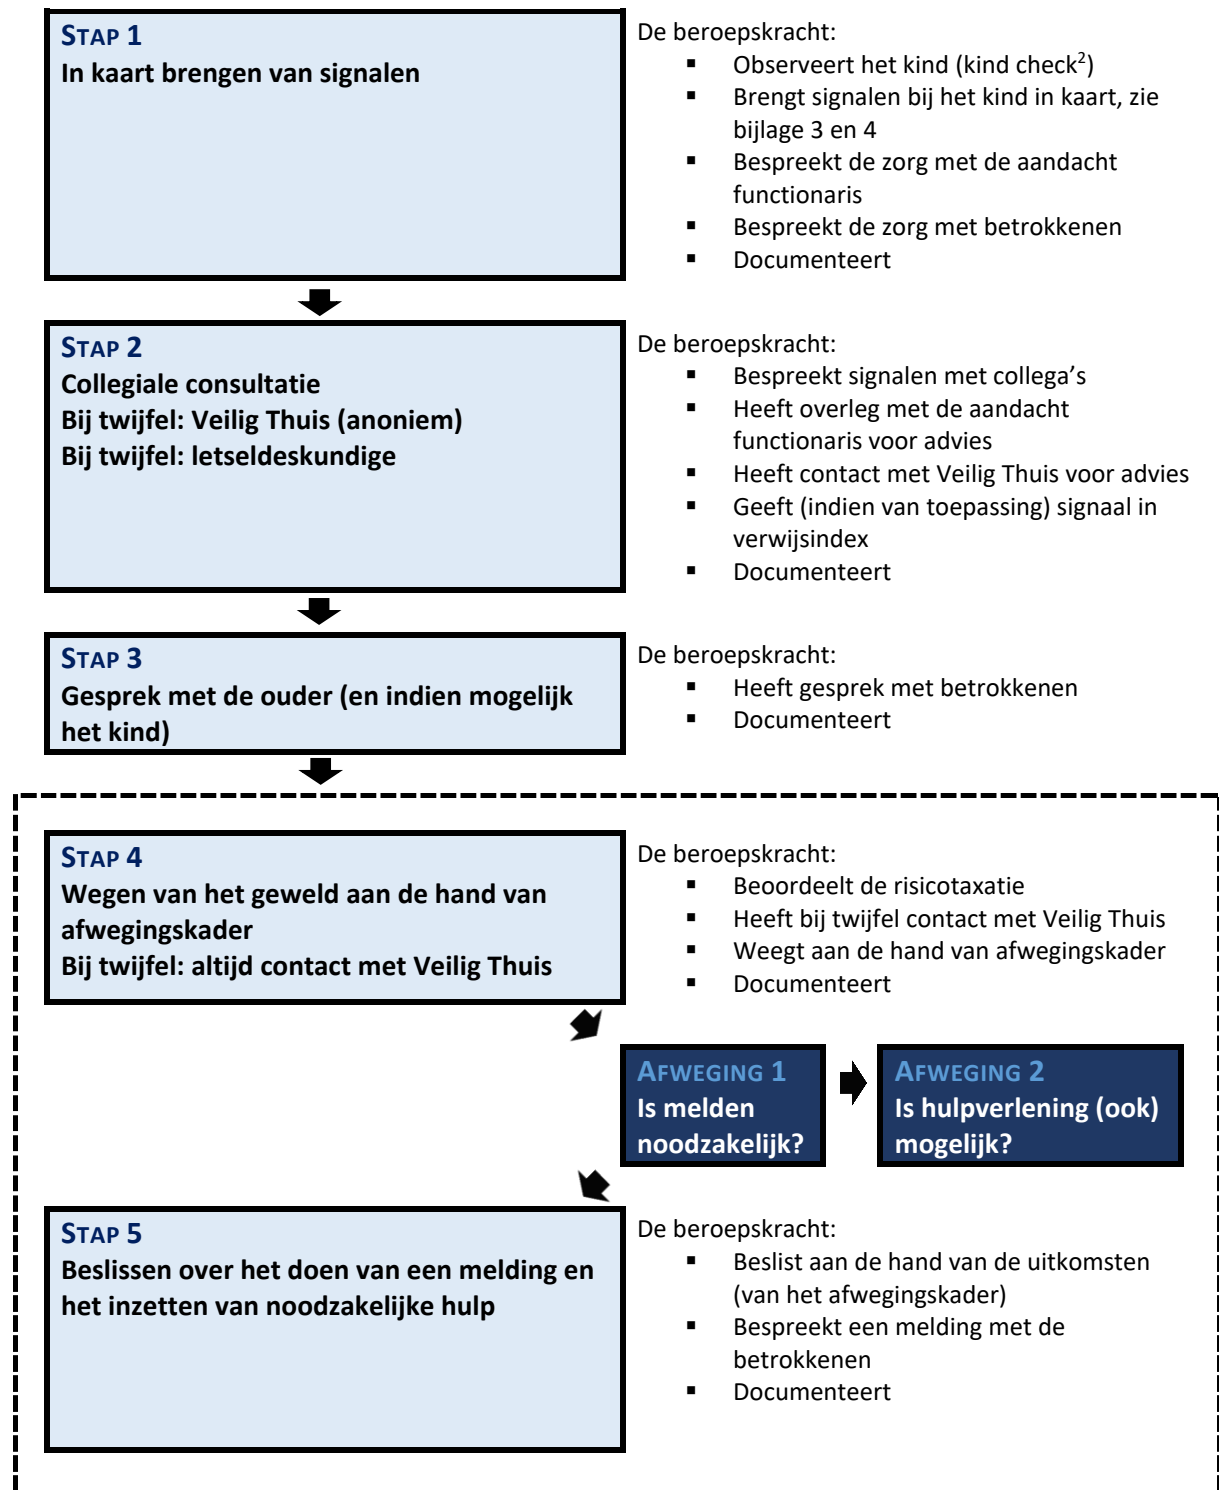 STAP 1
In kaart brengen van signalen
De beroepskracht:
▪ Observeert het kind (kind check²)
▪ Brengt signalen bij het kind in kaart, zie
bijlage 3 en 4
▪ Bespreekt de zorg met de aandacht
functionaris
▪ Bespreekt de zorg met betrokkenen
▪ Documenteert
STAP 2
Collegiale consultatie
Bij twijfel: Veilig Thuis (anoniem)
Bij twijfel: letseldeskundige
De beroepskracht:
▪ Bespreekt signalen met collega’s
▪ Heeft overleg met de aandacht
functionaris voor advies
▪ Heeft contact met Veilig Thuis voor advies
▪ Geeft (indien van toepassing) signaal in
verwijsindex
▪ Documenteert
STAP 3
Gesprek met de ouder (en indien mogelijk
het kind)
De beroepskracht:
▪ Heeft gesprek met betrokkenen
▪ Documenteert
STAP 4
Wegen van het geweld aan de hand van
afwegingskader
Bij twijfel: altijd contact met Veilig Thuis
De beroepskracht:
▪ Beoordeelt de risicotaxatie
▪ Heeft bij twijfel contact met Veilig Thuis
▪ Weegt aan de hand van afwegingskader
▪ Documenteert
AFWEGING 1
Is melden
noodzakelijk?
AFWEGING 2
Is hulpverlening (ook)
mogelijk?
STAP 5
Beslissen over het doen van een melding en
het inzetten van noodzakelijke hulp
De beroepskracht:
▪ Beslist aan de hand van de uitkomsten
(van het afwegingskader)
▪ Bespreekt een melding met de
betrokkenen
▪ Documenteert